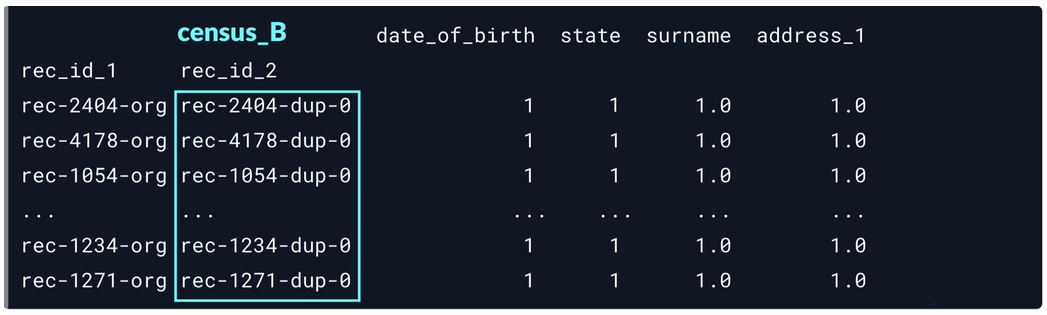 census_B date_of_birth state surname address_1
rec_id_1 rec_id_2
rec-2404-org rec-2404-dup-0 1 1 1.0 1.0
rec-4178-org rec-4178-dup-0 1 1 1.0 1.0
rec-1054-org rec-1054-dup-0 1 1 1.0 1.0
... ... ... ... ... ...
rec-1234-org rec-1234-dup-0 1 1 1.0 1.0
rec-1271-org rec-1271-dup-0 1 1 1.0 1.0